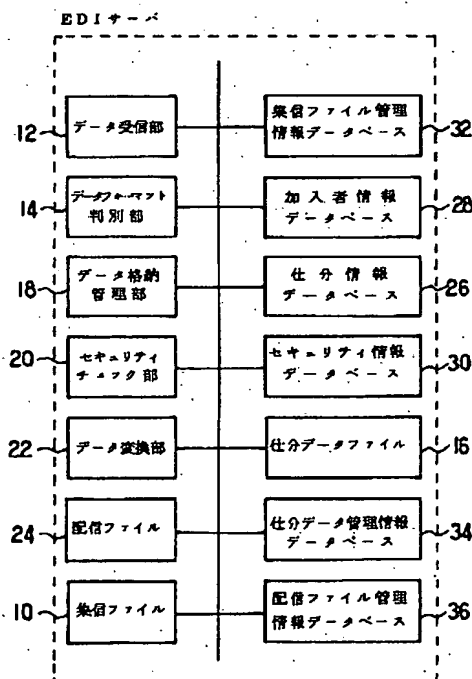 EDIサーバ
12
データ受信部
集信ファイル管理
情報データベース
32
14
データフォーマット
判別部
加入者情報
データベース
28
18
データ格納
管理部
仕分情報
データベース
26
20
セキュリティ
チェック部
セキュリティ情報
データベース
30
22
データ変換部
仕分データファイル
16
24
配信ファイル
仕分データ管理情報
データベース
34
10
集信ファイル
配信ファイル管理
情報データベース
36